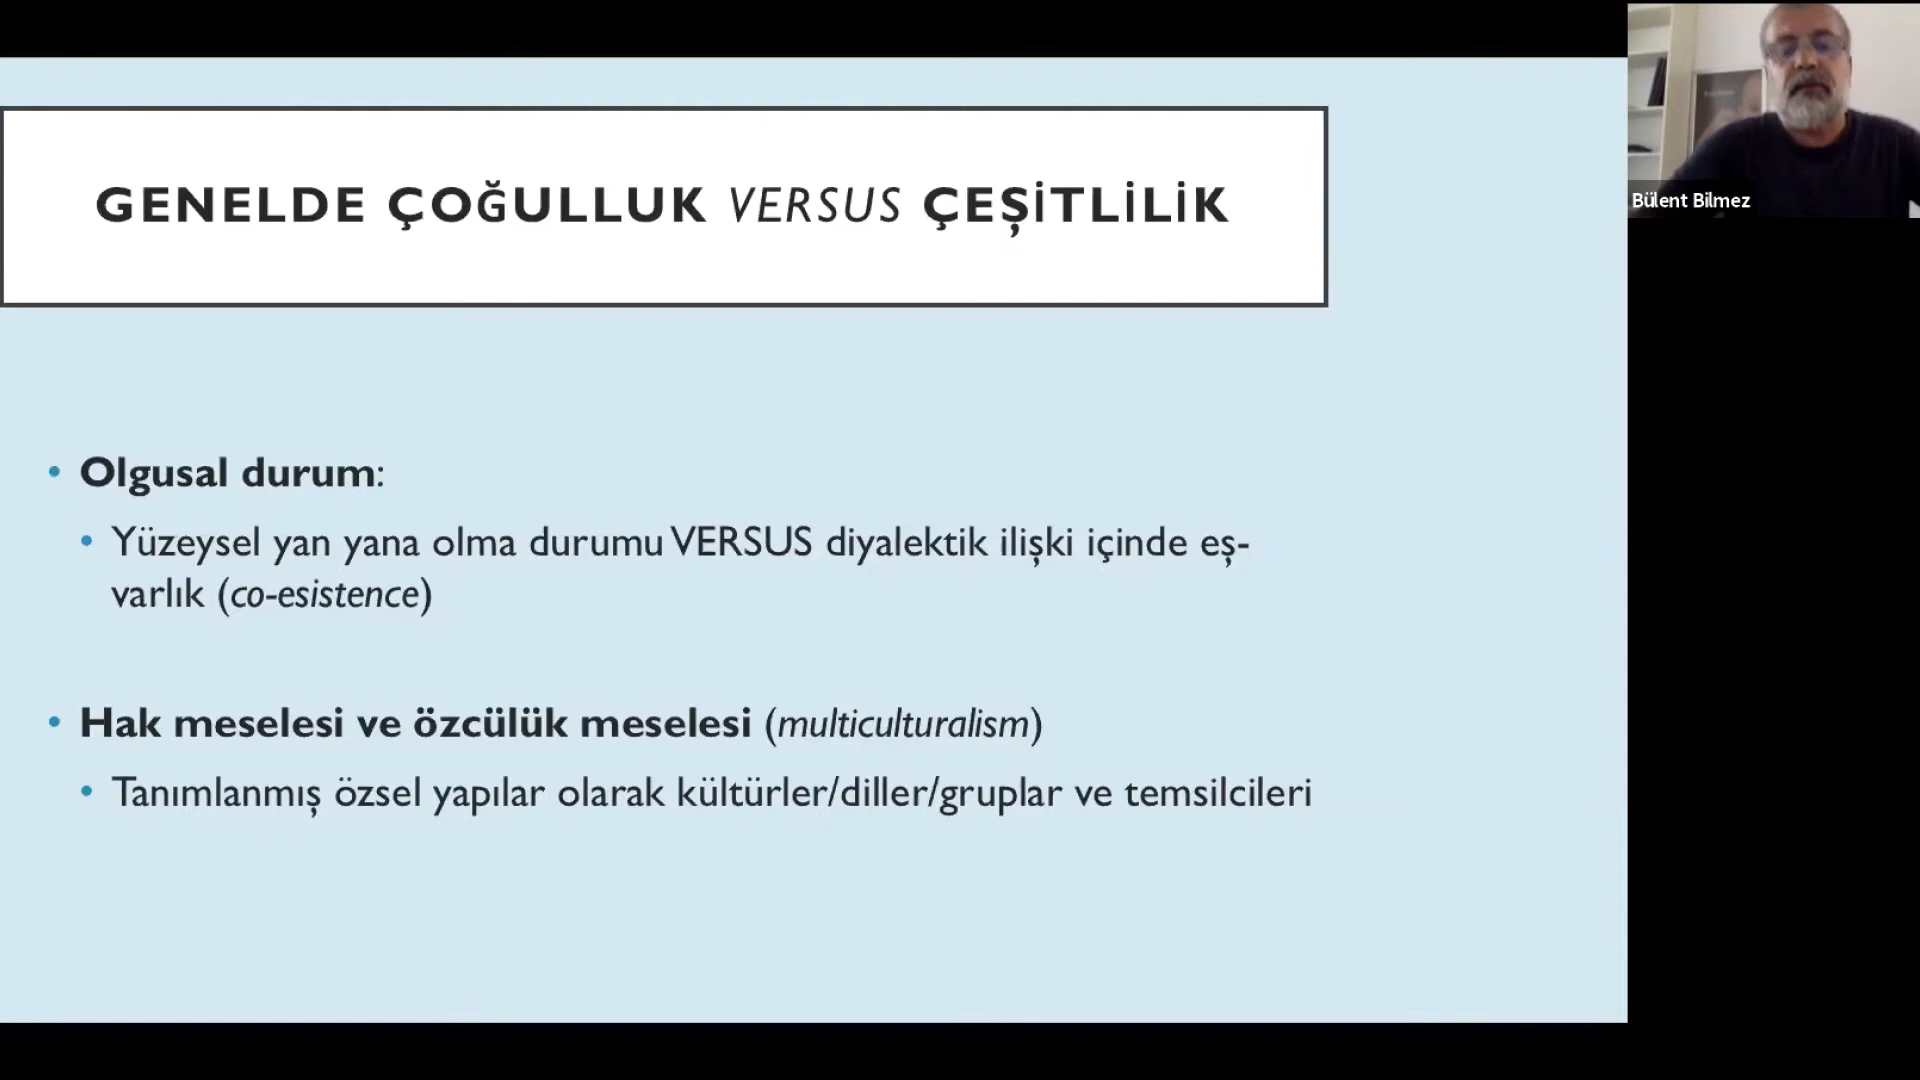 GENELDE ÇOĞULLUK VERSUS ÇEŞİTLİLİK
• Olgusal durum:
• Yüzeysel yan yana olma durumu VERSUS diyalektik ilişki içinde eş-
varlık (co-esistence)
• Hak meselesi ve özcülük meselesi (multiculturalism)
• Tanımlanmış özsel yapılar olarak kültürler/diller/gruplar ve temsilcileri
Bülent Bilmez